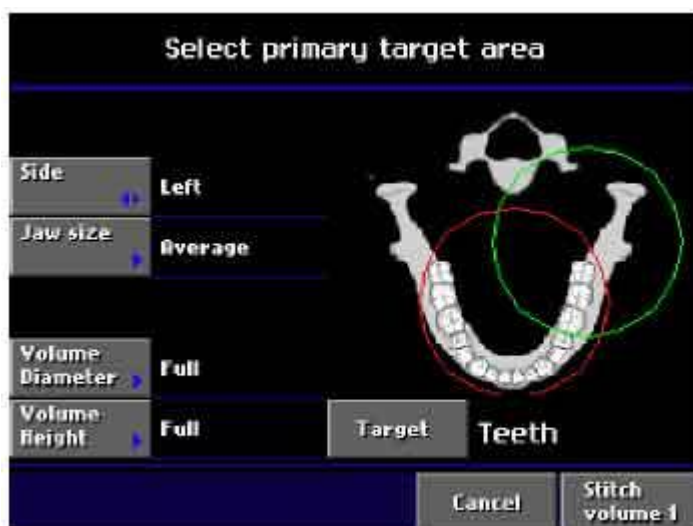 Select primary target area
Side
Left
Jaw size
Average
Volume
Diameter
Full
Volume
Height
Full
Target
Teeth
Cancel
Stitch
volume 1